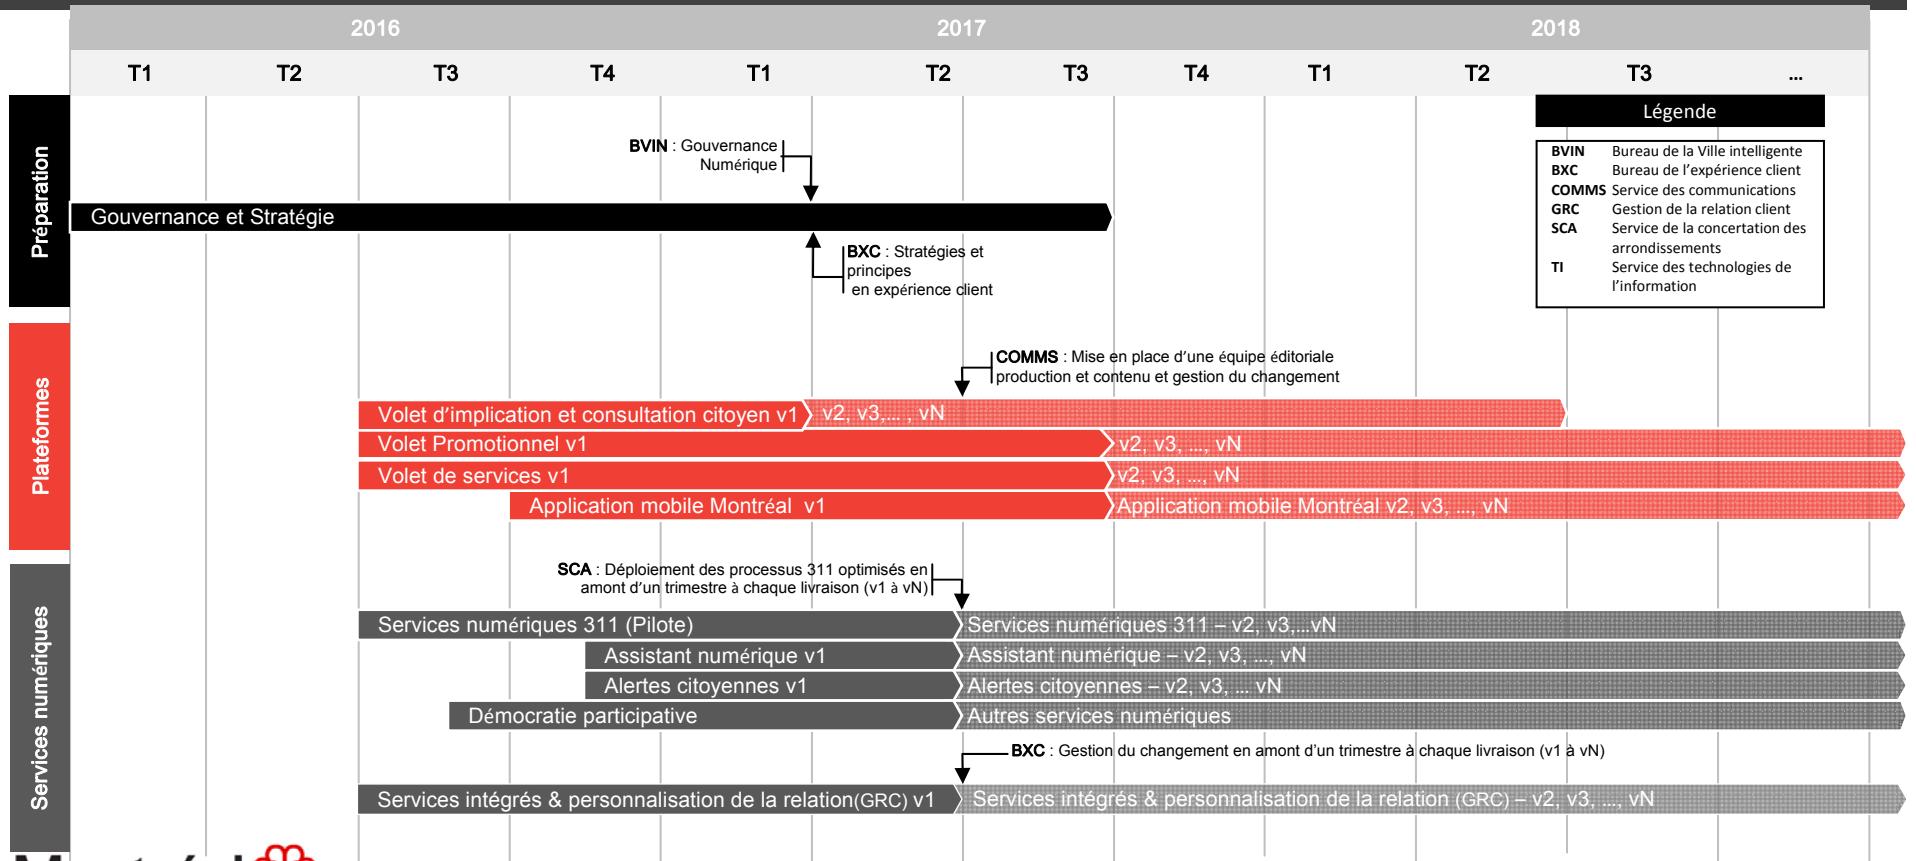 2016 2017 2018
T1 T2 T3 T4 T1 T2 T3 T4 T1 T2 T3 ...
Légende
BVIN Bureau de la Ville intelligente
BXC Bureau de l'expérience client
COMMS Service des communications
GRC Gestion de la relation client
SCA Service de la concertation des
arrondissements
TI Service des technologies de
l'information
Préparation
BVIN : Gouvernance
Numérique
Gouvernance et Stratégie
BXC : Stratégies et
principes
en expérience client
Plateformes
COMMS : Mise en place d'une équipe éditoriale
production et contenu et gestion du changement
Volet d'implication et consultation citoyen v1 v2, v3,... , vN
Volet Promotionnel v1 v2, v3, ..., vN
Volet de services v1 v2, v3, ..., vN
Application mobile Montréal v1 Application mobile Montréal v2, v3, ..., vN
Services numériques
SCA : Déploiement des processus 311 optimisés en
amont d'un trimestre à chaque livraison (v1 à vN)
Services numériques 311 (Pilote) Services numériques 311 – v2, v3,...vN
Assistant numérique v1 Assistant numérique – v2, v3, ..., vN
Alertes citoyennes v1 Alertes citoyennes – v2, v3, ... vN
Démocratie participative Autres services numériques
BXC : Gestion du changement en amont d'un trimestre à chaque livraison (v1 à vN)
Services intégrés & personnalisation de la relation(GRC) v1 Services intégrés & personnalisation de la relation (GRC) – v2, v3, ..., vN
Montréal